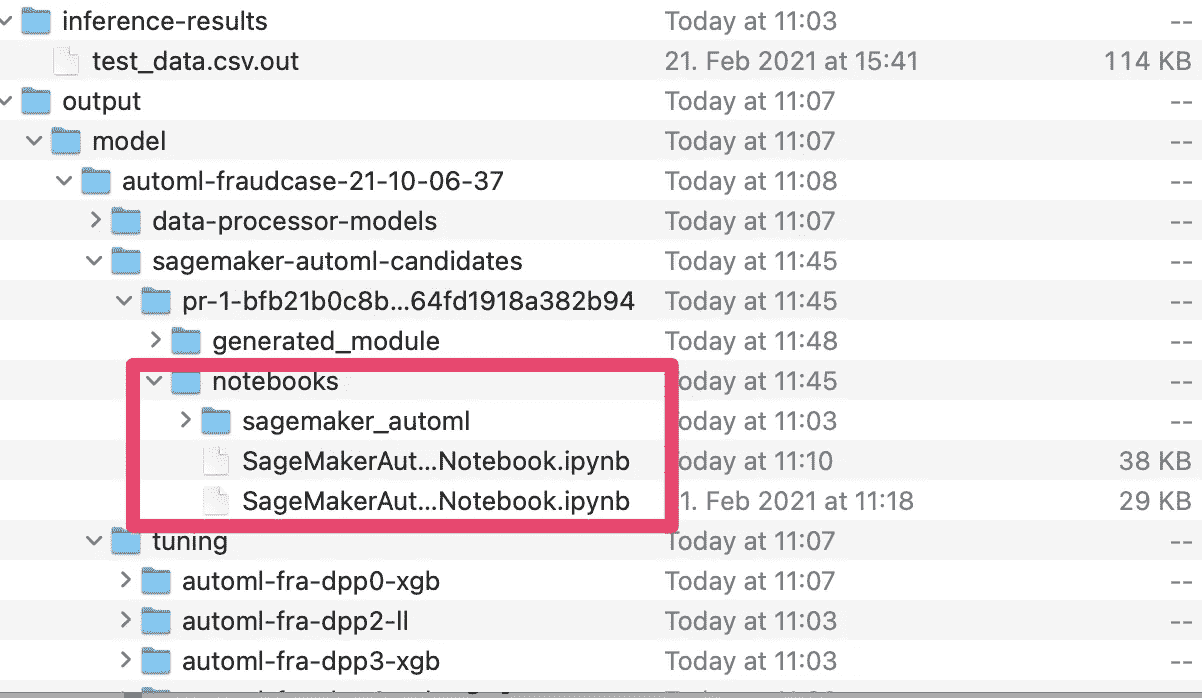 inference-results Today at 11:03 --
test_data.csv.out 21. Feb 2021 at 15:41 114 KB
output Today at 11:07 --
model Today at 11:07 --
automl-fraudcase-21-10-06-37 Today at 11:08 --
data-processor-models Today at 11:07 --
sagemaker-automl-candidates Today at 11:45 --
pr-1-bfb21b0c8b...64fd1918a382b94 Today at 11:45 --
generated_module Today at 11:48 --
notebooks oday at 11:45 --
sagemaker_automl oday at 11:03 --
SageMakerAut...Notebook.ipynb oday at 11:10 38 KB
SageMakerAut...Notebook.ipynb 1. Feb 2021 at 11:18 29 KB
tuning Today at 11:07 --
automl-fra-dpp0-xgb Today at 11:07 --
automl-fra-dpp2-ll Today at 11:03 --
automl-fra-dpp3-xgb Today at 11:03 --